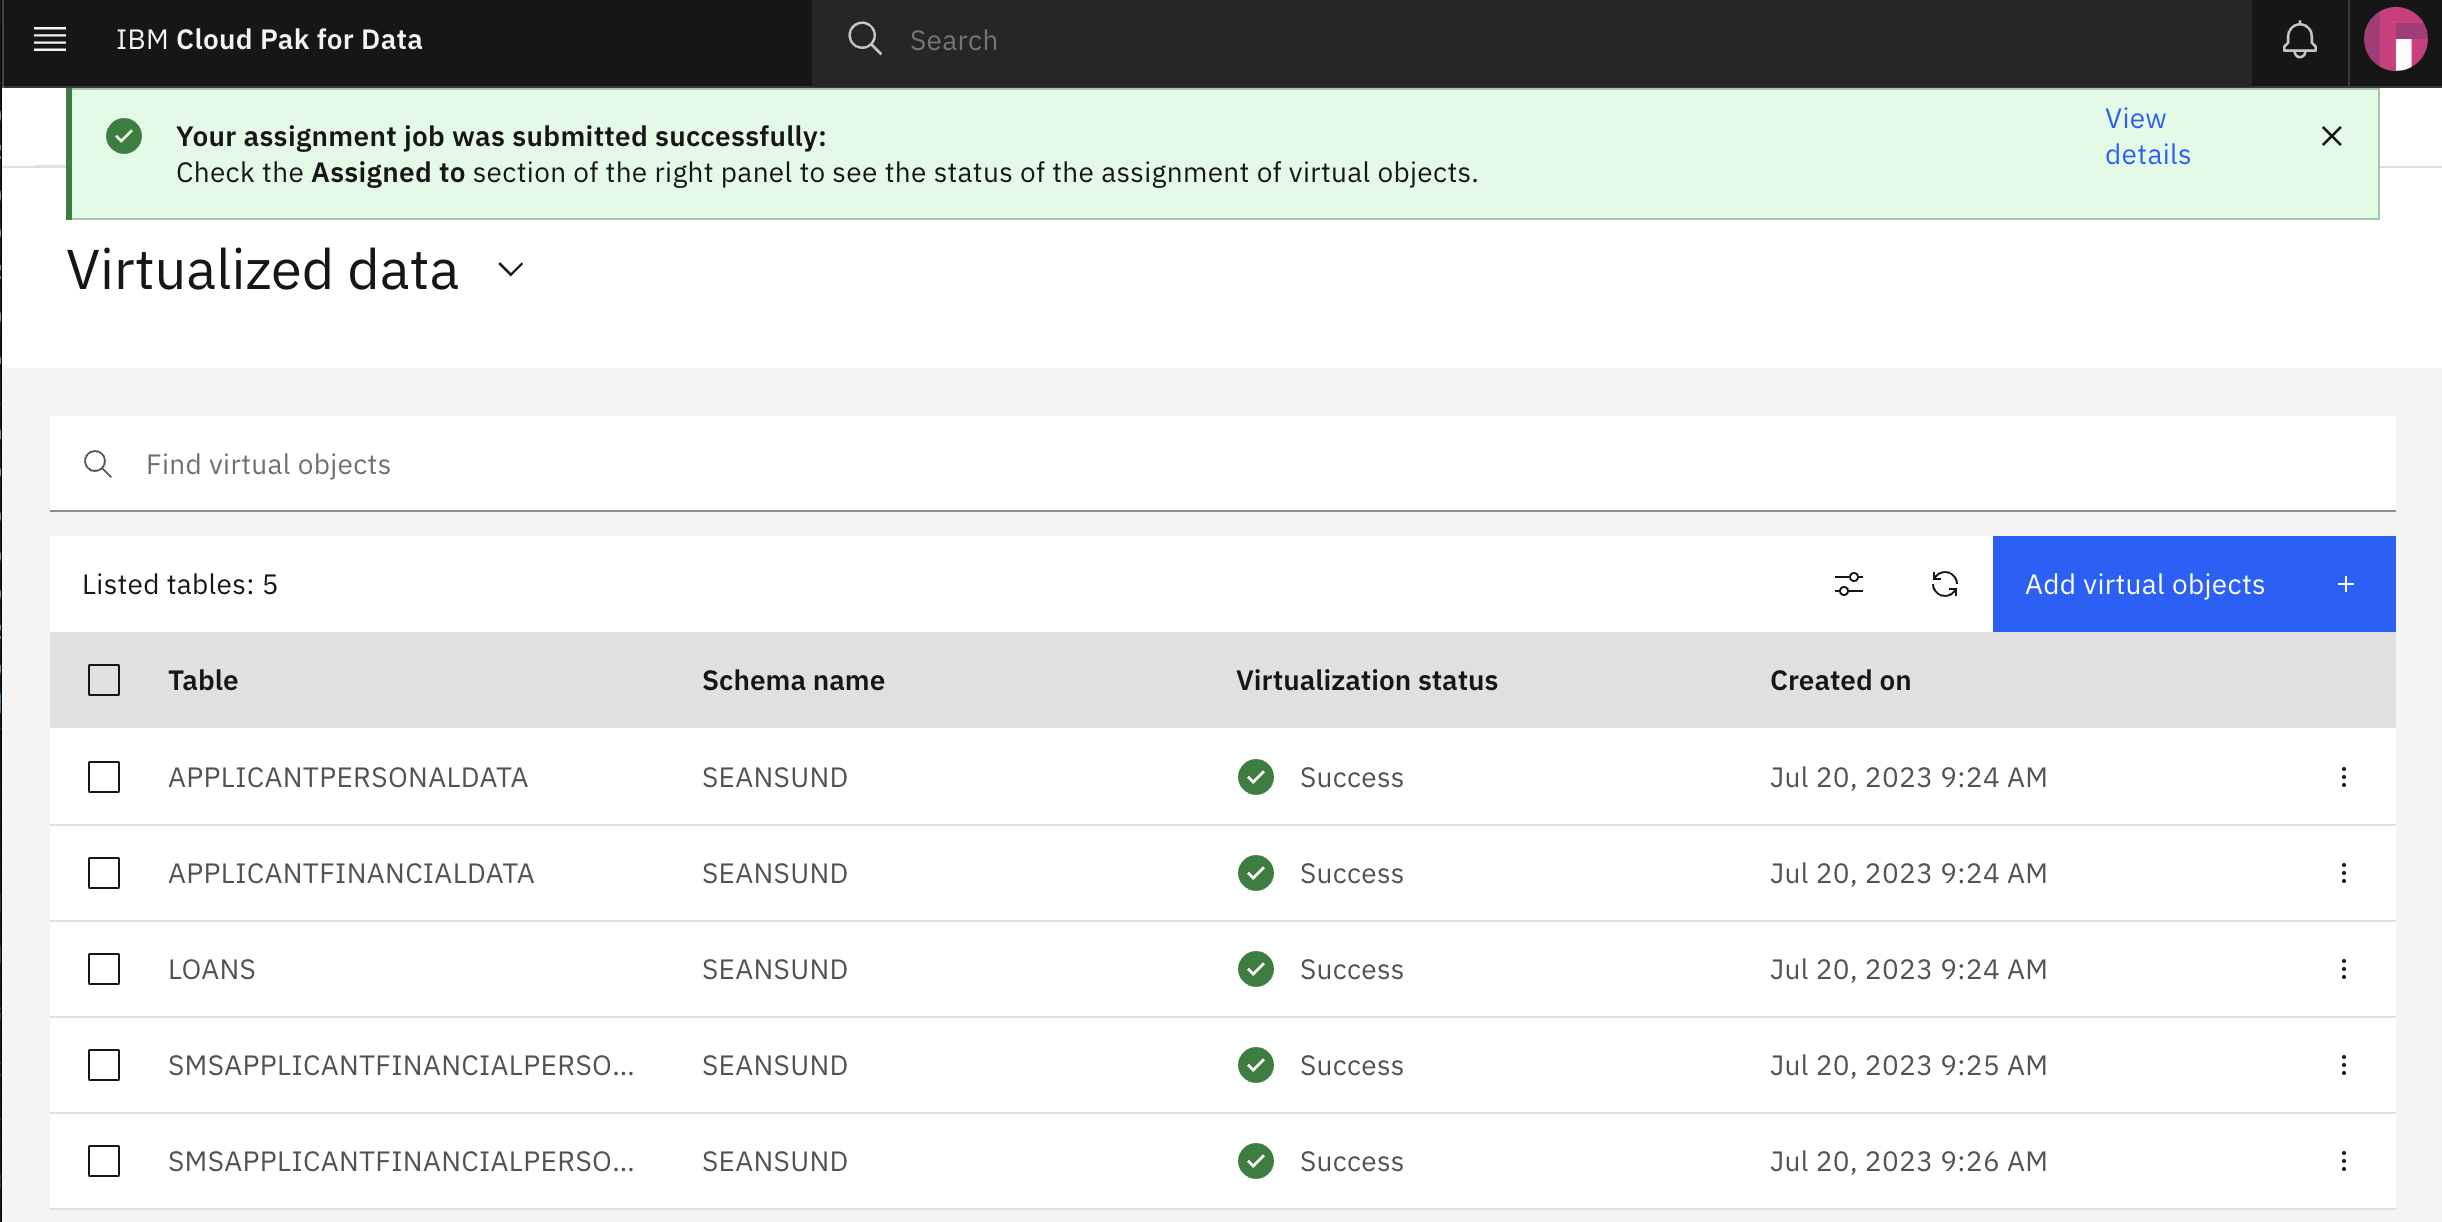 IBM Cloud Pak for Data
Search
Your assignment job was submitted successfully:
Check the Assigned to section of the right panel to see the status of the assignment of virtual objects.
View
details
Virtualized data
Find virtual objects
Listed tables: 5
Add virtual objects +
Table Schema name Virtualization status Created on
APPLICANTPERSONALDATA SEANSUND Success Jul 20, 2023 9:24 AM
APPLICANTFINANCIALDATA SEANSUND Success Jul 20, 2023 9:24 AM
LOANS SEANSUND Success Jul 20, 2023 9:24 AM
SMSAPPLICANTFINANCIALPERSO... SEANSUND Success Jul 20, 2023 9:25 AM
SMSAPPLICANTFINANCIALPERSO... SEANSUND Success Jul 20, 2023 9:26 AM